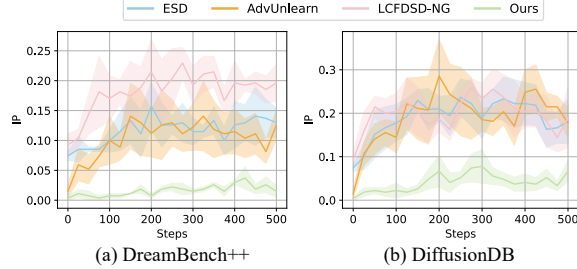 ESD AdvUnlearn LCFDSD-NG Ours
IP
0.25
0.20
0.15
0.10
0.05
0.00
0 100 200 300 400 500
Steps
(a) DreamBench++
IP
0.3
0.2
0.1
0.0
0 100 200 300 400 500
Steps
(b) DiffusionDB